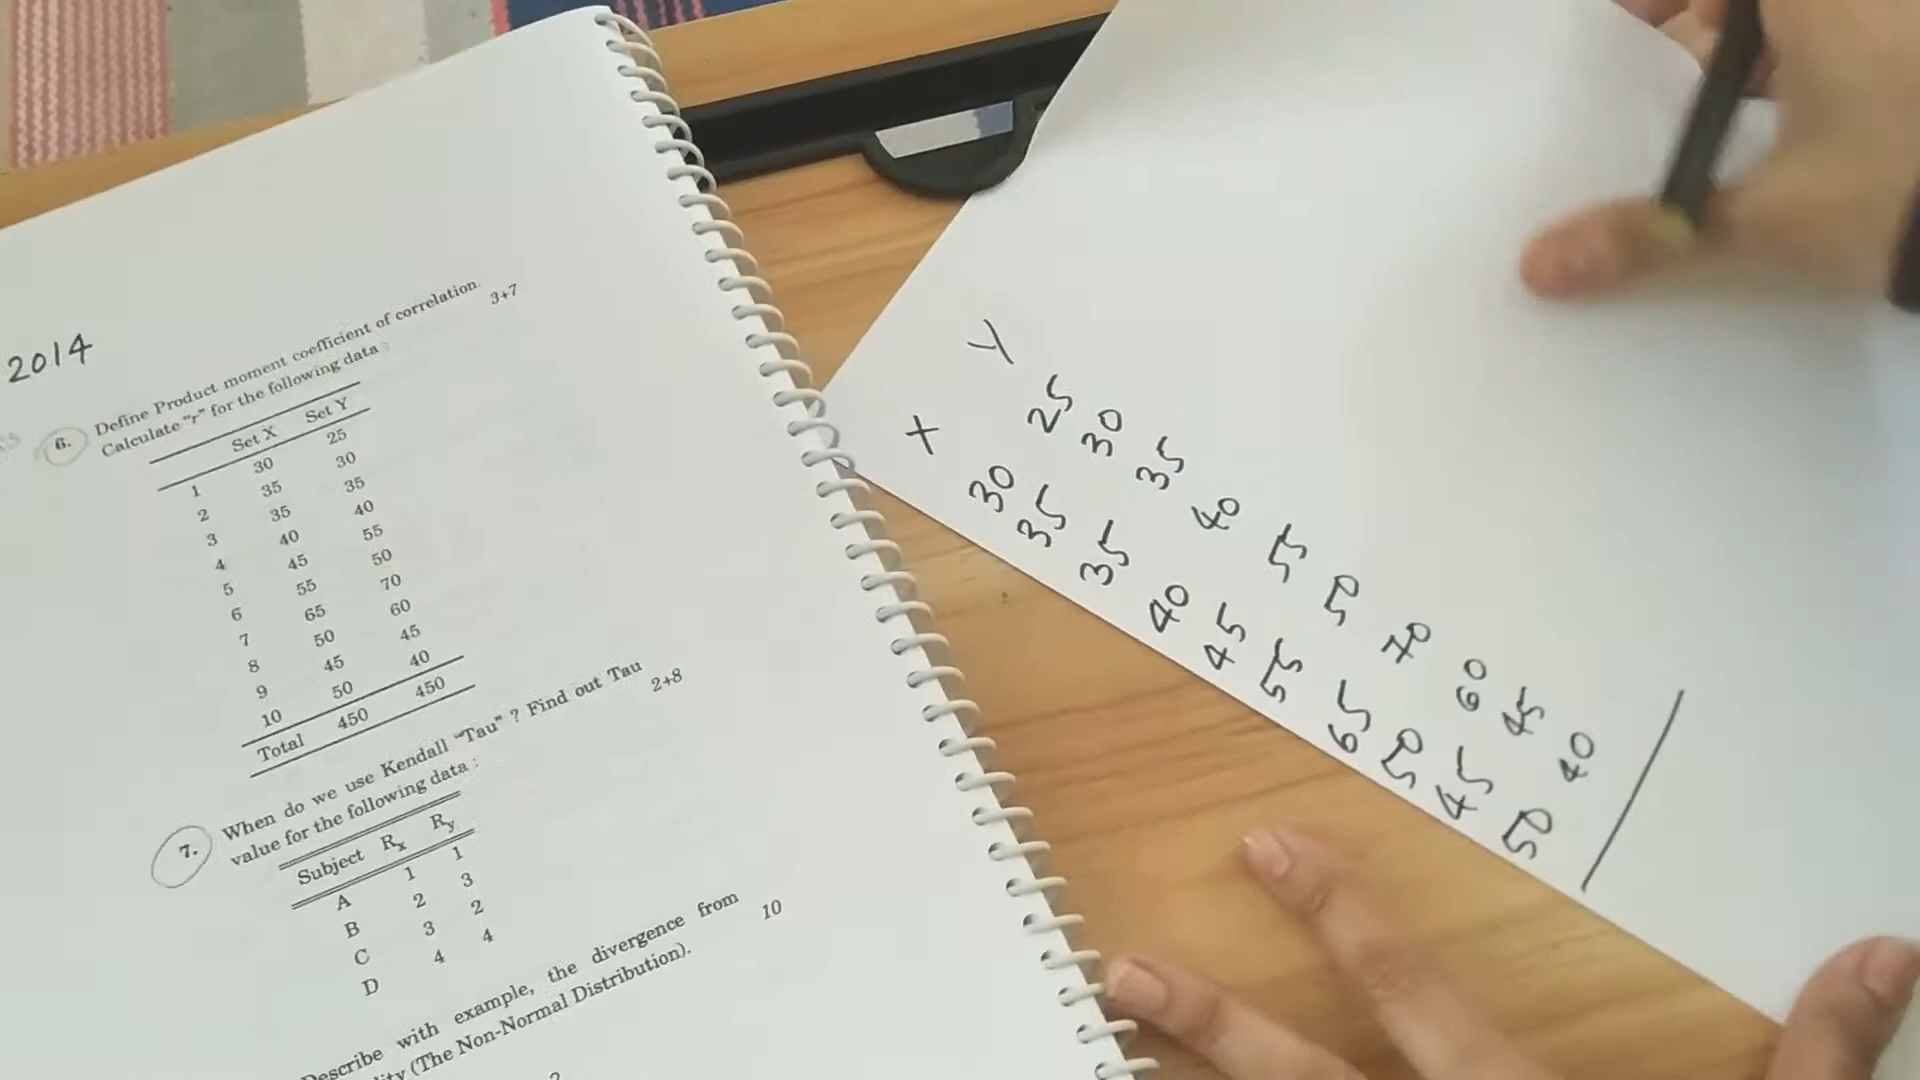 2014
6. Define Product moment coefficient of correlation.
Calculate "r" for the following data : 3+7
Set X Set Y
1 30 25
2 35 30
3 35 35
4 40 40
5 45 55
6 55 50
7 65 70
8 50 60
9 45 45
10 50 40
Total 450 450
7. When do we use Kendall "Tau" ? Find out Tau
value for the following data : 2+8
Subject Rx Ry
A 1 1
B 2 3
C 3 2
D 4 4
Describe with example, the divergence from
(The Non-Normal Distribution). 10
X Y
30 25
35 30
35 35
40 40
45 55
55 50
65 70
50 60
45 45
50 40